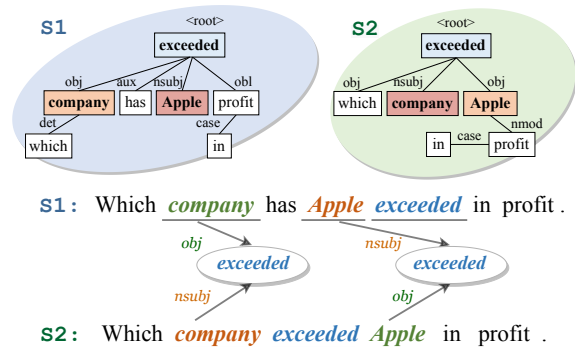 S1 <root> S2 <root>
exceeded exceeded
obj aux nsubj obl obj nsubj obj
company has Apple profit which company Apple
det case nmod
which in in case profit
S1: Which company has Apple exceeded in profit .
obj nsubj
exceeded exceeded
nsubj obj
S2: Which company exceeded Apple in profit .